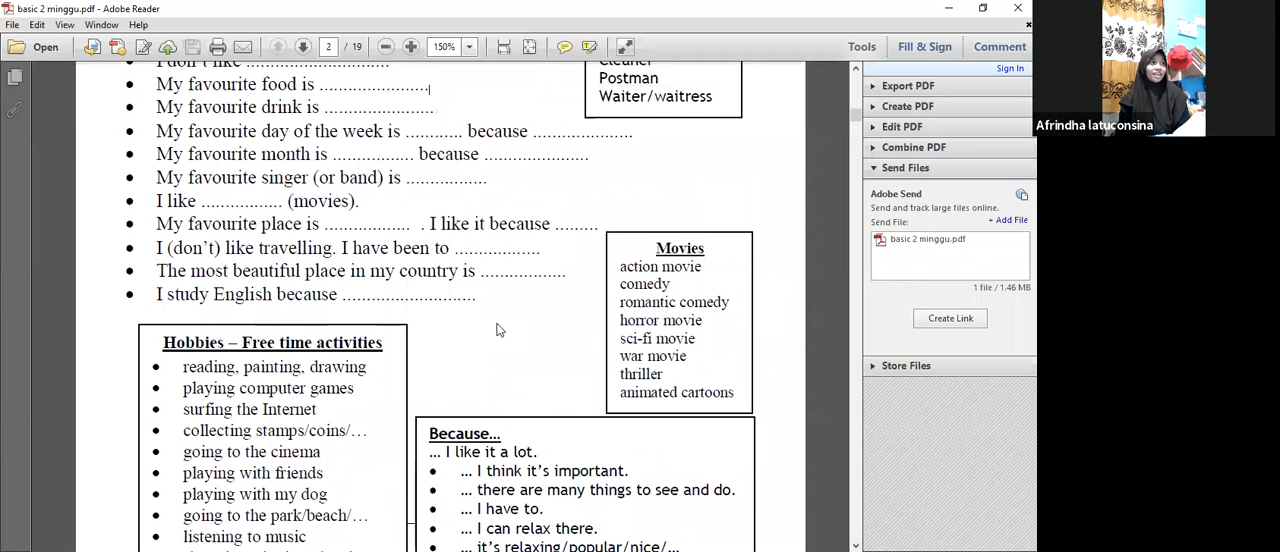 basic 2 minggu.pdf - Adobe Reader
File Edit View Window Help
Open
2 / 19
150%
Tools
Fill & Sign
Comment
Sign In
I don't like ...........................
My favourite food is .......................
My favourite drink is .......................
My favourite day of the week is ........... because ....................
My favourite month is ................ because .....................
My favourite singer (or band) is ................
I like ................ (movies).
My favourite place is ................. . I like it because .........
I (don't) like travelling. I have been to .................
The most beautiful place in my country is .................
I study English because ..........................
Cleaner
Postman
Waiter/waitress
Movies
action movie
comedy
romantic comedy
horror movie
sci-fi movie
war movie
thriller
animated cartoons
Hobbies – Free time activities
reading, painting, drawing
playing computer games
surfing the Internet
collecting stamps/coins/…
going to the cinema
playing with friends
playing with my dog
going to the park/beach/…
listening to music
Because…
… I like it a lot.
… I think it's important.
… there are many things to see and do.
… I have to.
… I can relax there.
… it's relaxing/popular/nice/…
Export PDF
Create PDF
Edit PDF
Combine PDF
Send Files
Adobe Send
Send and track large files online.
Send File:
+ Add File
basic 2 minggu.pdf
1 file / 1.46 MB
Create Link
Store Files
Afrindha latuconsina